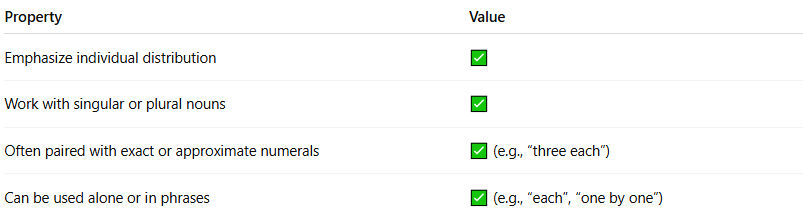 Property Value
Emphasize individual distribution ✅
Work with singular or plural nouns ✅
Often paired with exact or approximate numerals ✅ (e.g., “three each”)
Can be used alone or in phrases ✅ (e.g., “each”, “one by one”)